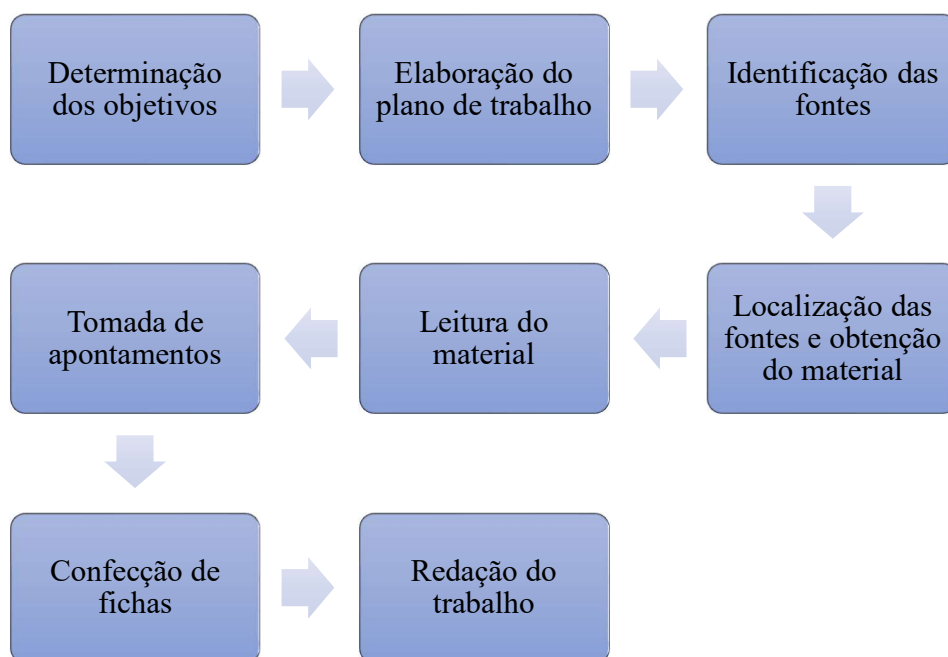 Determinação
dos objetivos
Elaboração do
plano de trabalho
Identificação das
fontes
Localização das
fontes e obtenção
do material
Leitura do
material
Tomada de
apontamentos
Confecção de
fichas
Redação do
trabalho